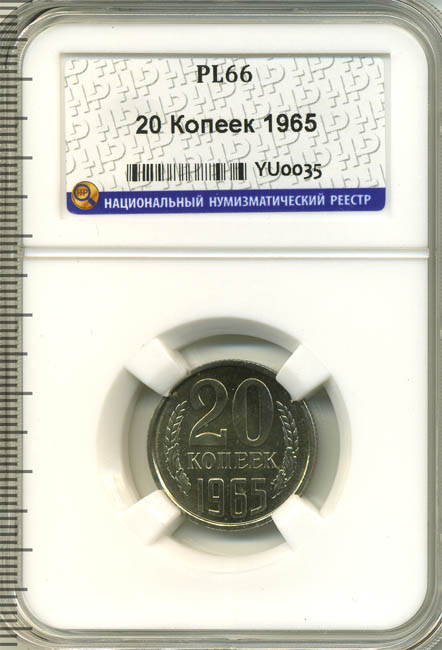 PL66
20 Копеек 1965
YU0035
НАЦИОНАЛЬНЫЙ НУМИЗМАТИЧЕСКИЙ РЕЕСТР
20
КОПЕЕК
1965